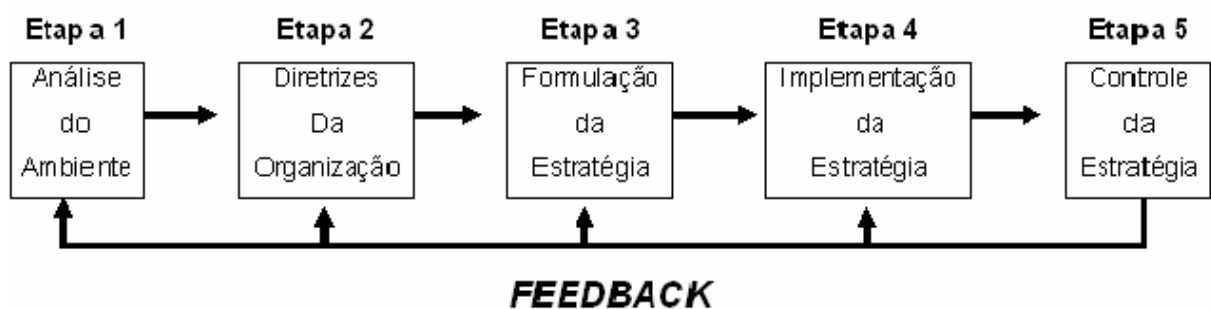 Etapa 1
Etapa 2
Etapa 3
Etapa 4
Etapa 5
Análise
do
Ambiente
Diretrizes
Da
Organização
Formulação
da
Estratégia
Implementação
da
Estratégia
Controle
da
Estratégia
FEEDBACK